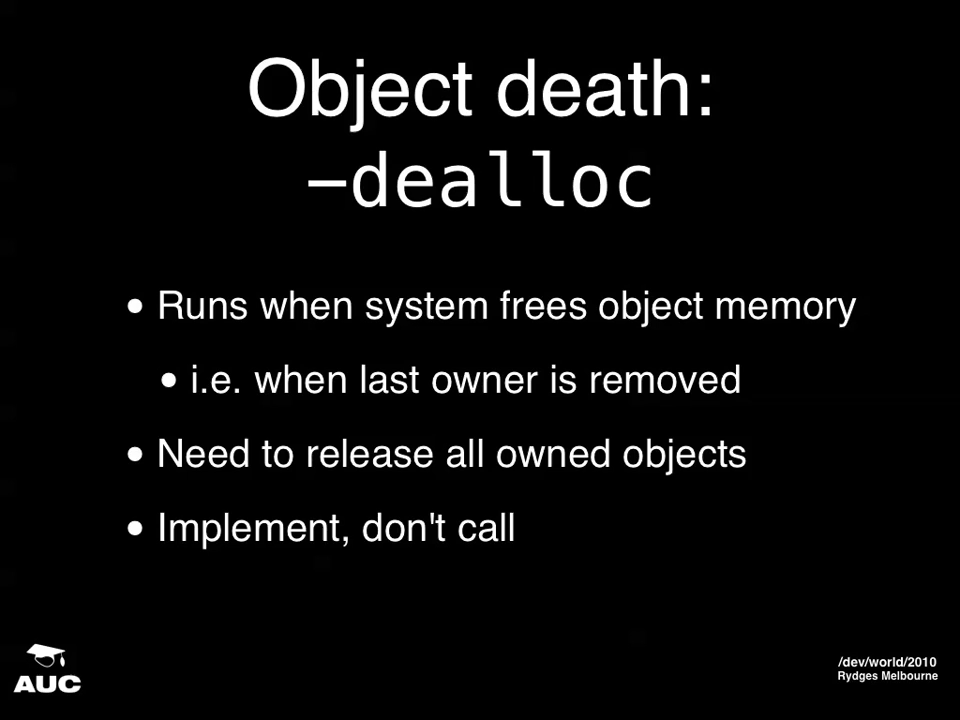 Object death:
-dealloc
• Runs when system frees object memory
• i.e. when last owner is removed
• Need to release all owned objects
• Implement, don't call
AUC
/dev/world/2010
Rydges Melbourne